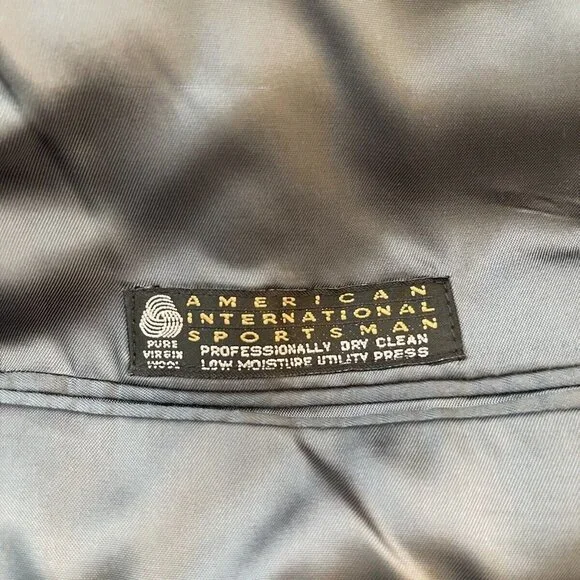 AMERICAN
INTERNATIONAL
SPORTSMAN
PURE
VIRGIN
WOOL
PROFESSIONALLY DRY CLEAN
LOW MOISTURE UTILITY PRESS